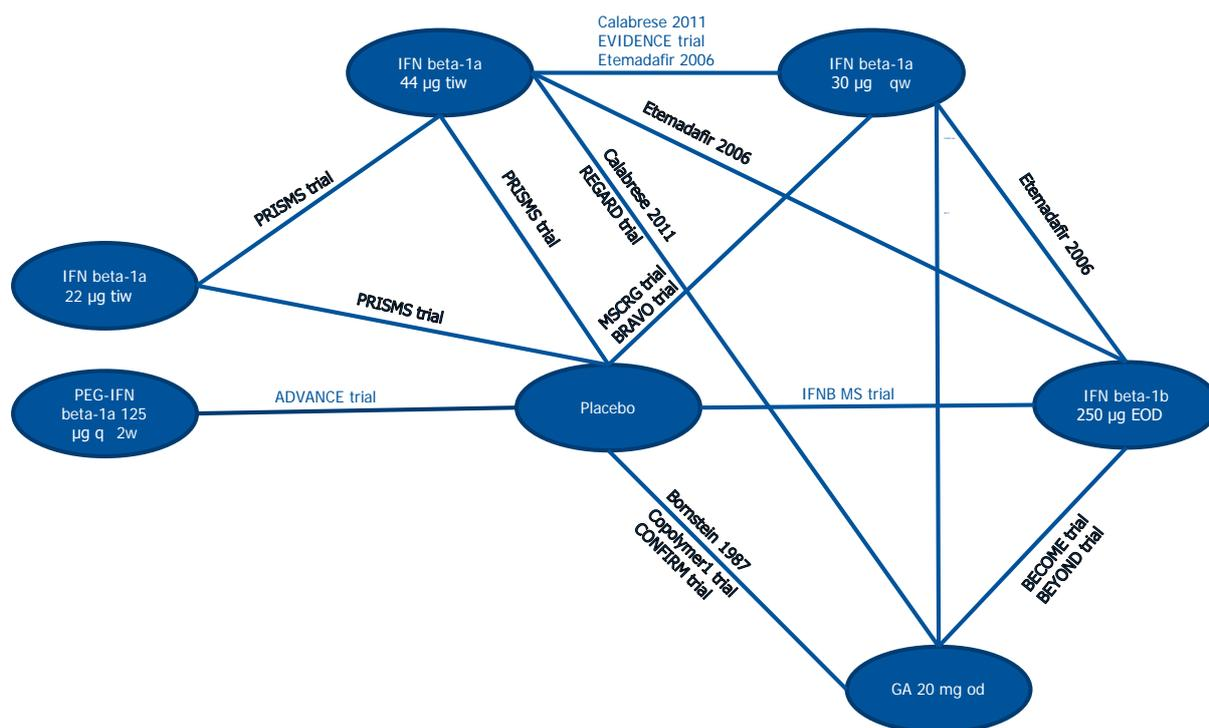 Calabrese 2011
EVIDENCE trial
Etemadafir 2006
IFN beta-1a
44 µg tiw
IFN beta-1a
30 µg qw
Etemadafir 2006
Calabrese 2011
REGARD trial
PRISMS trial
PRISMS trial
Etemadafir 2006
IFN beta-1a
22 µg tiw
PRISMS trial
MSCRG trial
BRAVO trial
PEG-IFN
beta-1a 125
µg q 2w
ADVANCE trial
Placebo
IFNB MS trial
IFN beta-1b
250 µg EOD
Bornstein 1987
Copolymer1 trial
CONFIRM trial
BECOME trial
BEYOND trial
GA 20 mg od